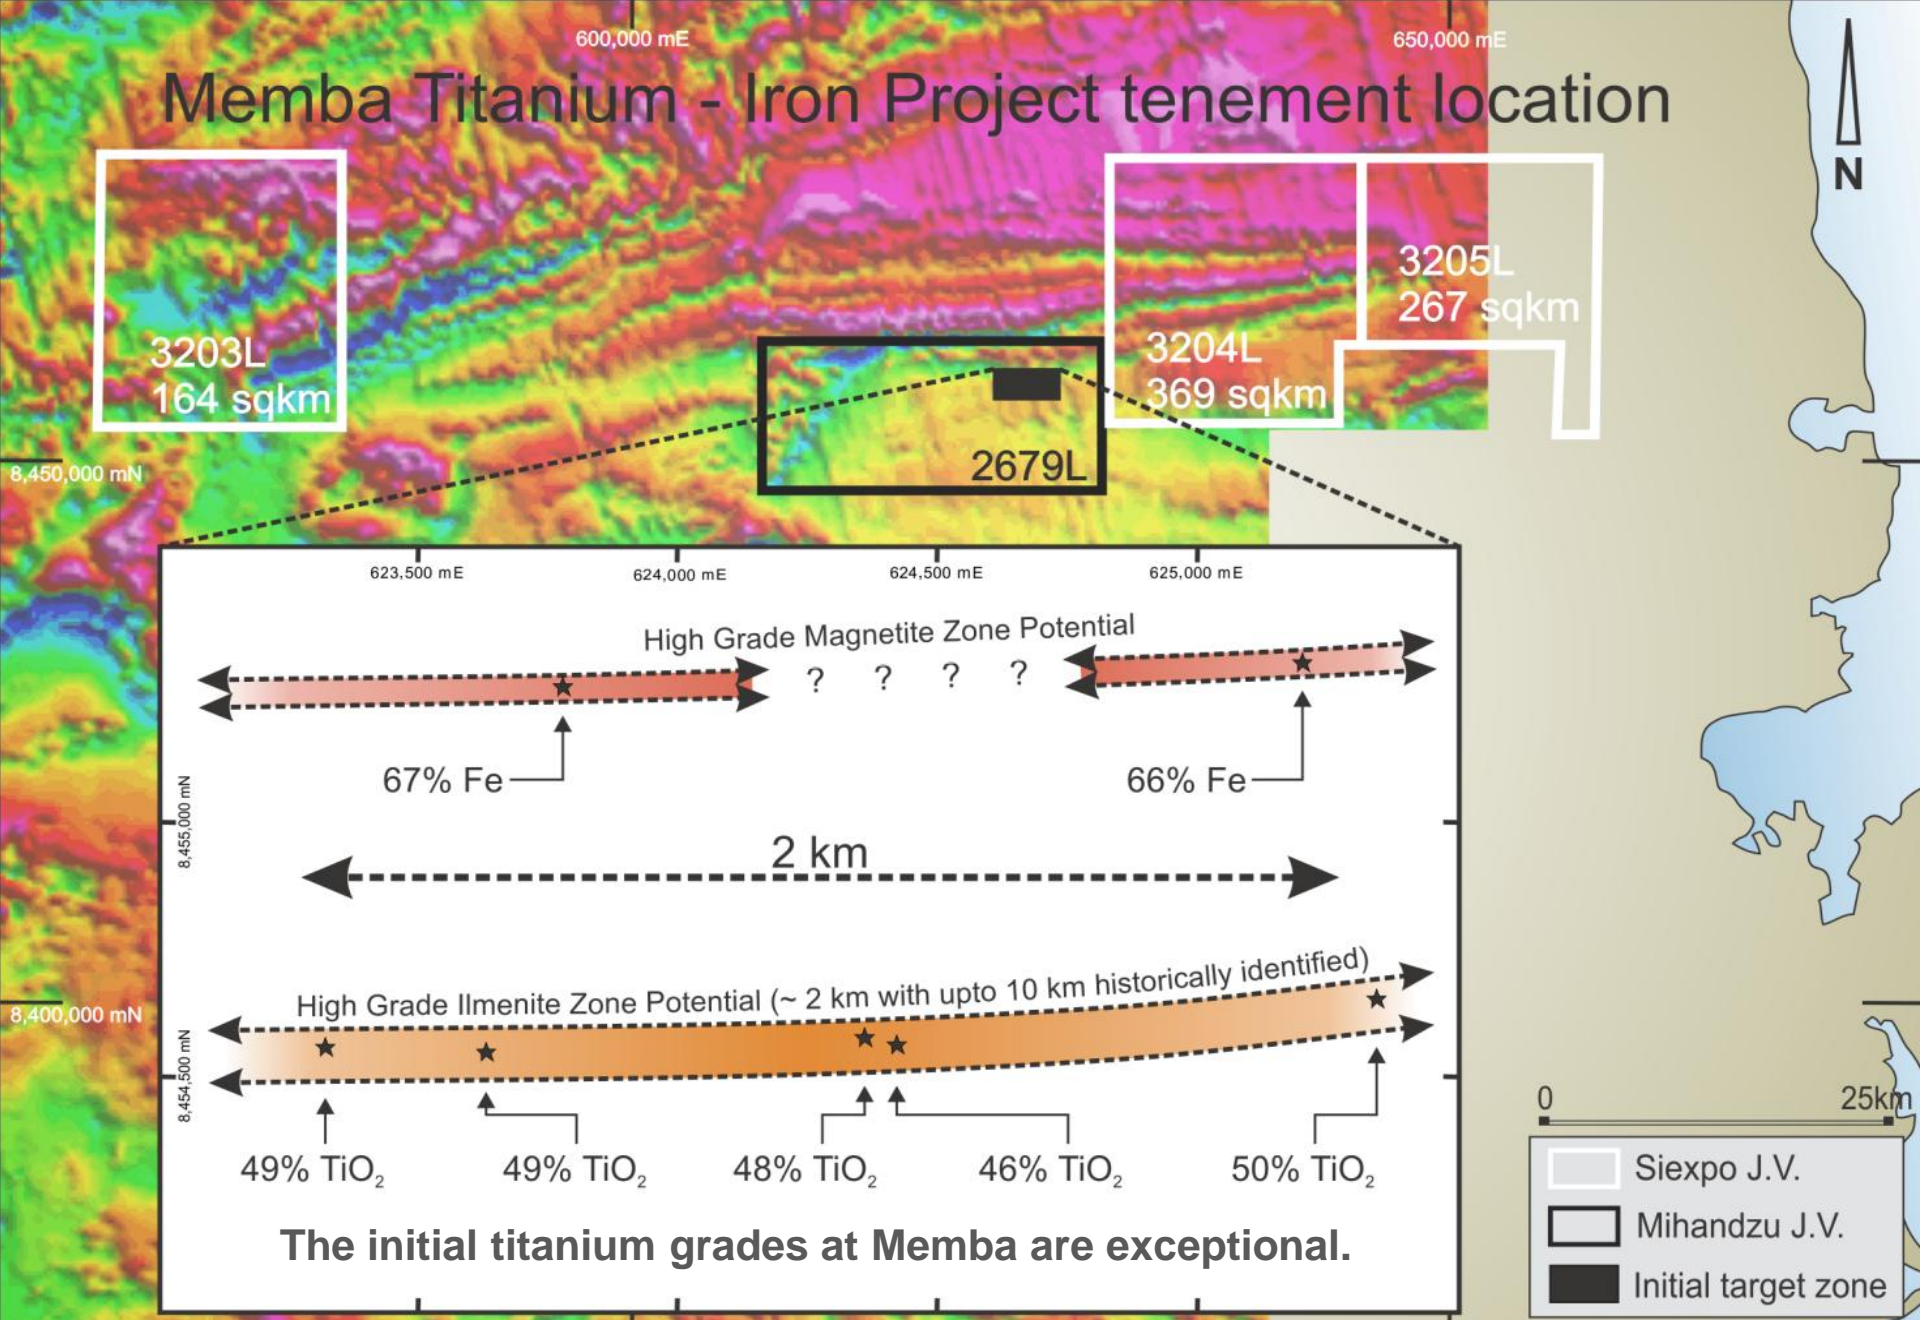 600,000 mE
650,000 mE
Memba Titanium - Iron Project tenement location
N
3205L
267 sqkm
3204L
369 sqkm
3203L
164 sqkm
2679L
8,450,000 mN
623,500 mE
624,000 mE
624,500 mE
625,000 mE
High Grade Magnetite Zone Potential
? ? ? ?
67% Fe
66% Fe
8,455,000 mN
2 km
High Grade Ilmenite Zone Potential (~ 2 km with upto 10 km historically identified)
8,400,000 mN
8,454,500 mN
49% TiO₂
49% TiO₂
48% TiO₂
46% TiO₂
50% TiO₂
The initial titanium grades at Memba are exceptional.
0
25km
Siexpo J.V.
Mihandzu J.V.
Initial target zone